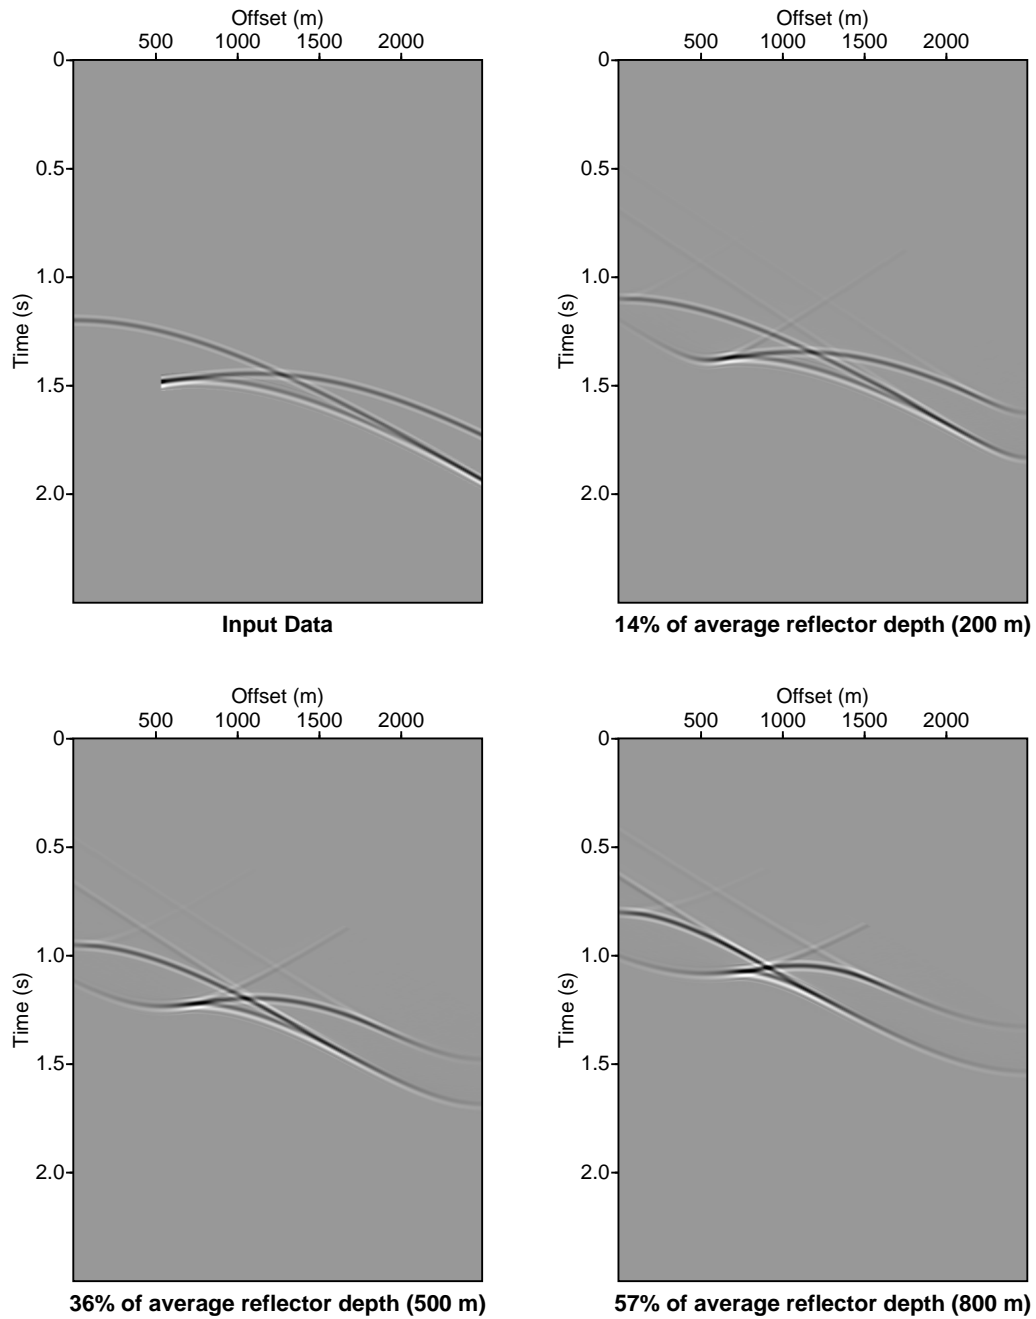 Offset (m)
500 1000 1500 2000
0
0.5
1.0
1.5
2.0
Time (s)
Input Data
Offset (m)
500 1000 1500 2000
0
0.5
1.0
1.5
2.0
Time (s)
14% of average reflector depth (200 m)
Offset (m)
500 1000 1500 2000
0
0.5
1.0
1.5
2.0
Time (s)
36% of average reflector depth (500 m)
Offset (m)
500 1000 1500 2000
0
0.5
1.0
1.5
2.0
Time (s)
57% of average reflector depth (800 m)